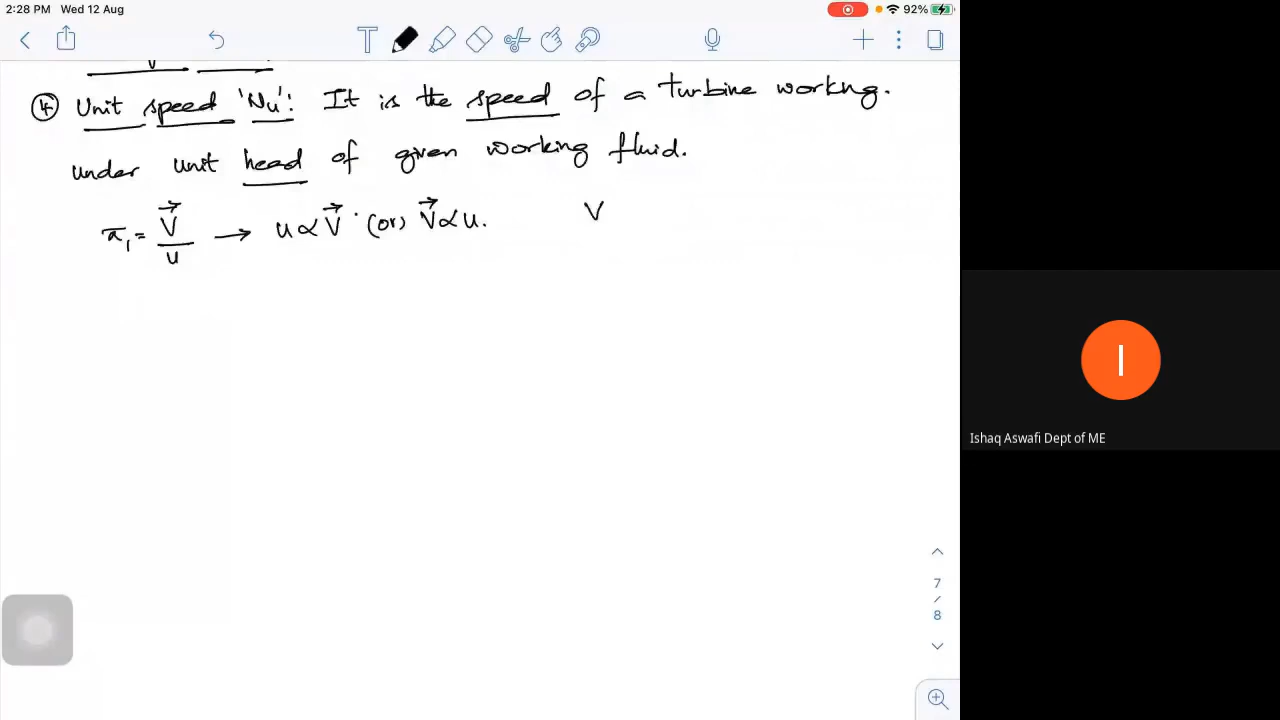 2:28 PM Wed 12 Aug
92%
T
④ Unit speed 'Nu': It is the speed of a turbine workng.
under unit head of given working fluid.
π₁ = V⃗/u → u ∝ V⃗ (or) V⃗ ∝ u. V
I
Ishaq Aswafi Dept of ME
7
/
8